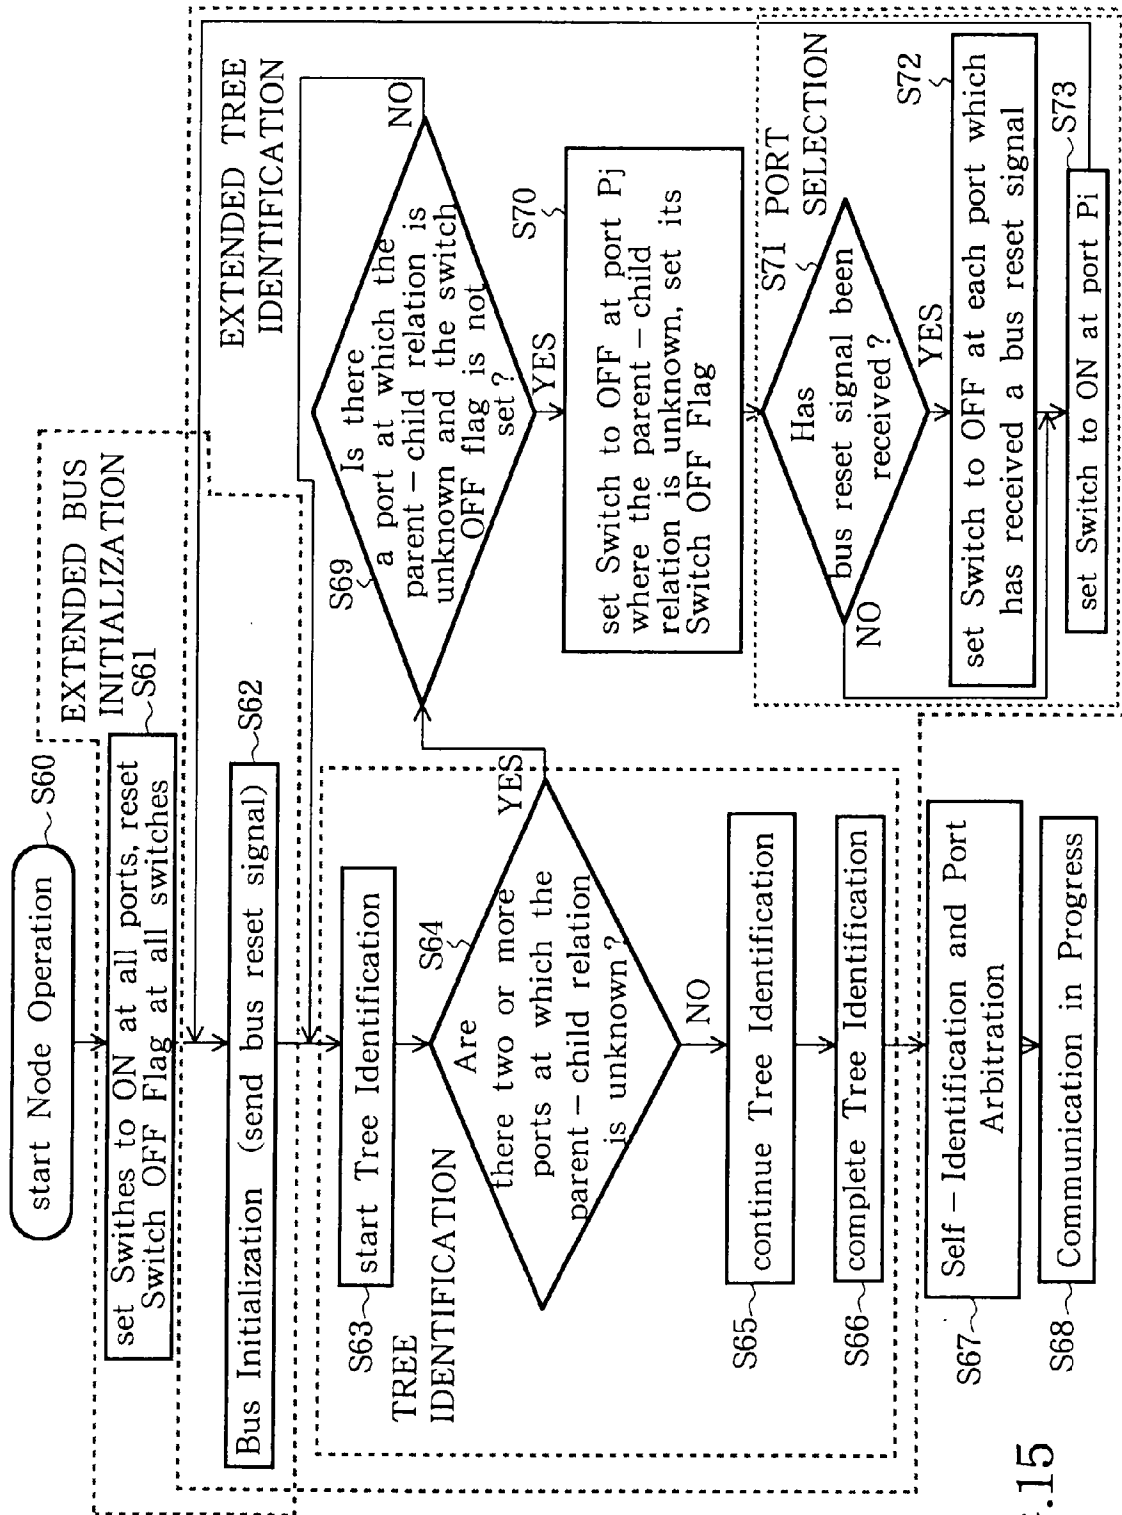 start Node Operation
S60
EXTENDED BUS
INITIALIZATION
set Swithes to ON at all ports, reset
Switch OFF Flag at all switches
S61
Bus Initialization (send bus reset signal)
S62
TREE
IDENTIFICATION
S63
start Tree Identification
S64
Are
there two or more
ports at which the
parent-child relation
is unknown?
YES
NO
S65
continue Tree Identification
S66
complete Tree Identification
S67
Self-Identification and Port
Arbitration
S68
Communication in Progress
EXTENDED TREE
IDENTIFICATION
S69
Is there
a port at which the
parent-child relation is
unknown and the switch
OFF flag is not
set?
NO
YES
S70
set Switch to OFF at port Pj
where the parent-child
relation is unknown, set its
Switch OFF Flag
S71 PORT
SELECTION
Has
bus reset signal been
received?
NO
YES
S72
set Switch to OFF at each port which
has received a bus reset signal
S73
set Switch to ON at port Pi
.15